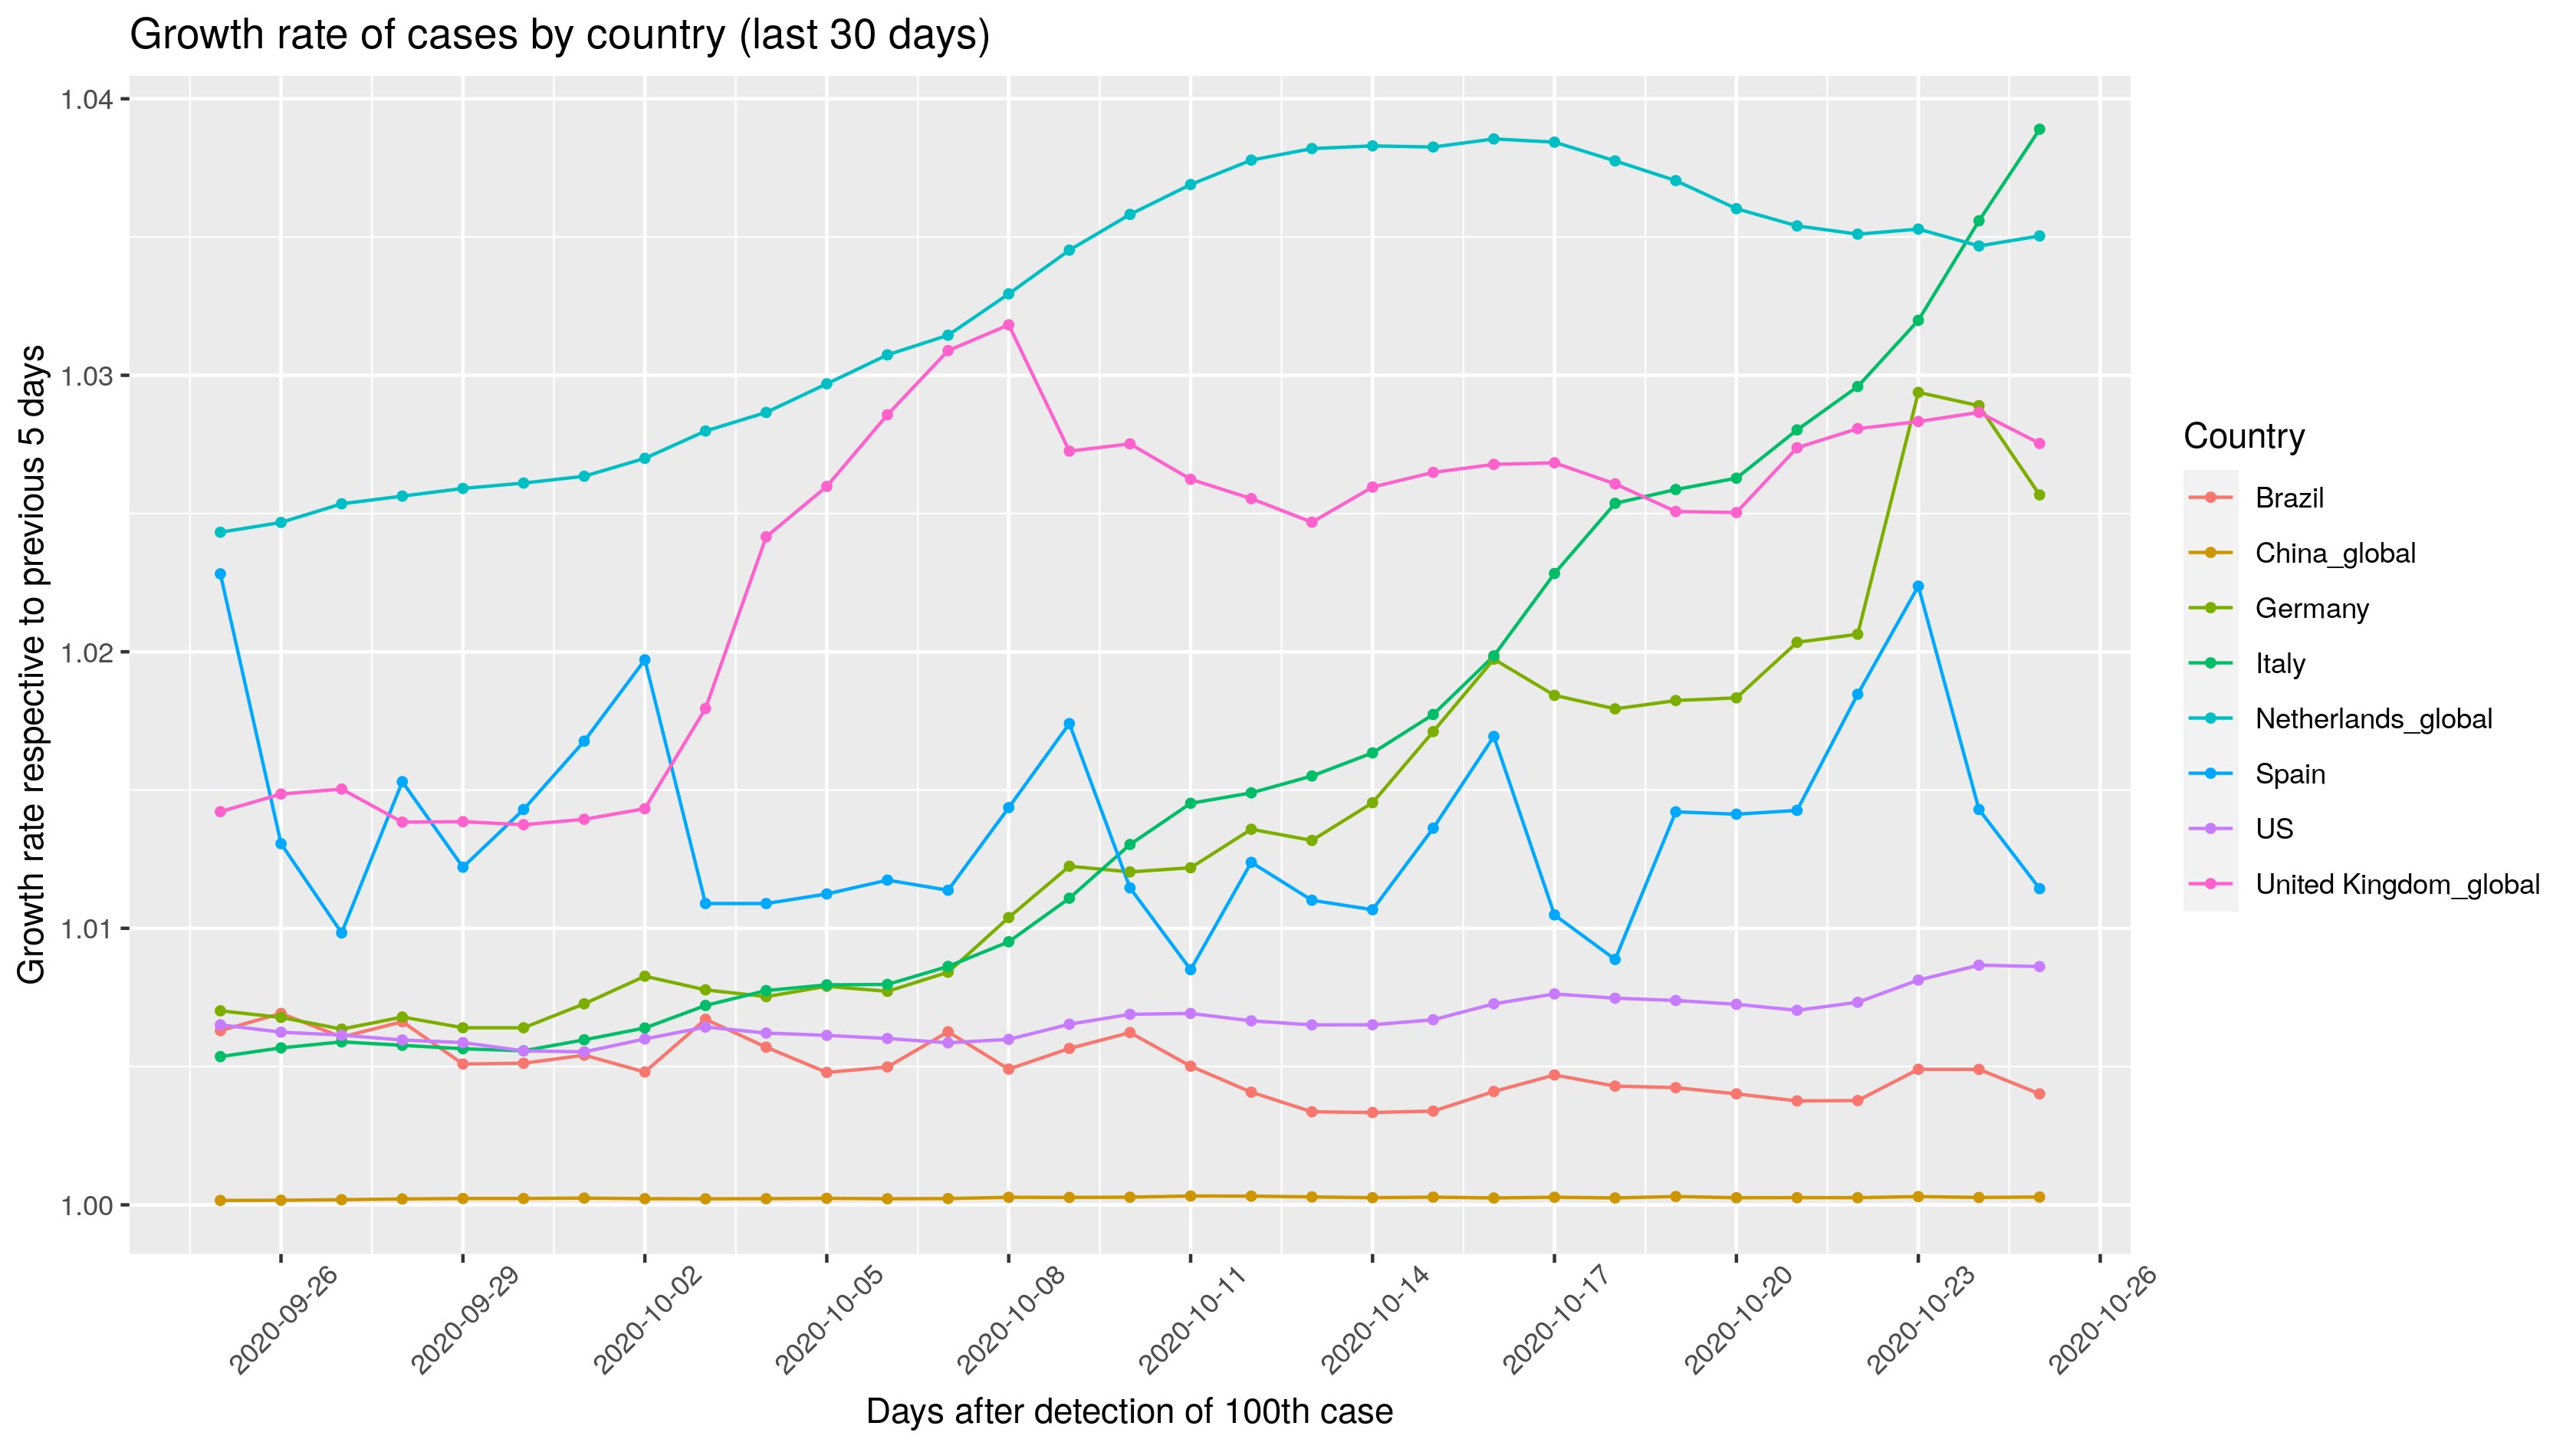 Growth rate of cases by country (last 30 days)
Growth rate respective to previous 5 days
1.04
1.03
1.02
1.01
1.00
2020-09-26
2020-09-29
2020-10-02
2020-10-05
2020-10-08
2020-10-11
2020-10-14
2020-10-17
2020-10-20
2020-10-23
2020-10-26
Days after detection of 100th case
Country
Brazil
China_global
Germany
Italy
Netherlands_global
Spain
US
United Kingdom_global